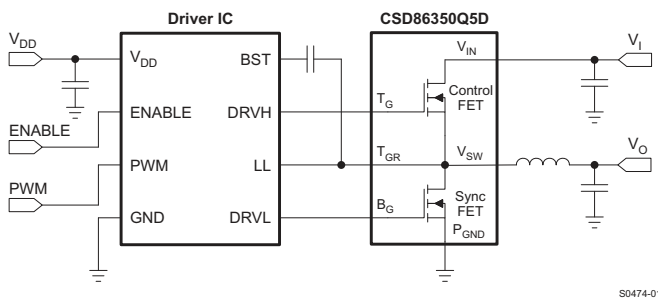 Driver IC
CSD86350Q5D
VDD
VDD
BST
VIN
VI
Control
FET
ENABLE
ENABLE
DRVH
TG
PWM
PWM
LL
TGR
VSW
VO
Sync
FET
GND
DRVL
BG
PGND